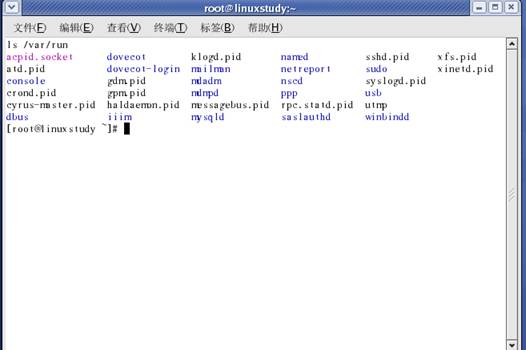 root@linuxstudy:~
文件(F) 编辑(E) 查看(V) 终端(T) 标签(B) 帮助(H)
ls /var/run
acpid.socket dovecot klogd.pid named sshd.pid xfs.pid
atd.pid dovecot-login mailman netreport sudo xinetd.pid
console gdm.pid mdadm nscd syslogd.pid
crond.pid gpm.pid mdmpd ppp usb
cyrus-master.pid haldaemon.pid messagebus.pid rpc.statd.pid utmp
dbus iiim mysqld saslauthd winbindd
[root@linuxstudy ~]#